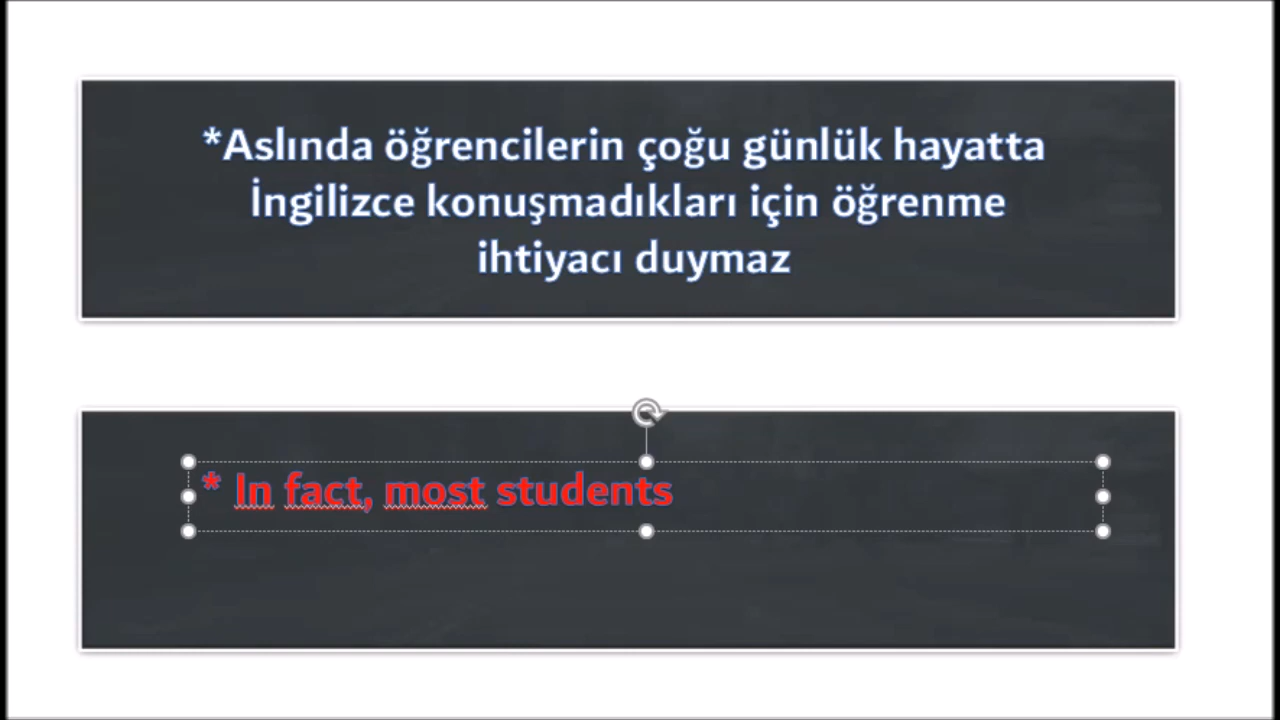 *Aslında öğrencilerin çoğu günlük hayatta
İngilizce konuşmadıkları için öğrenme
ihtiyacı duymaz
* In fact, most students